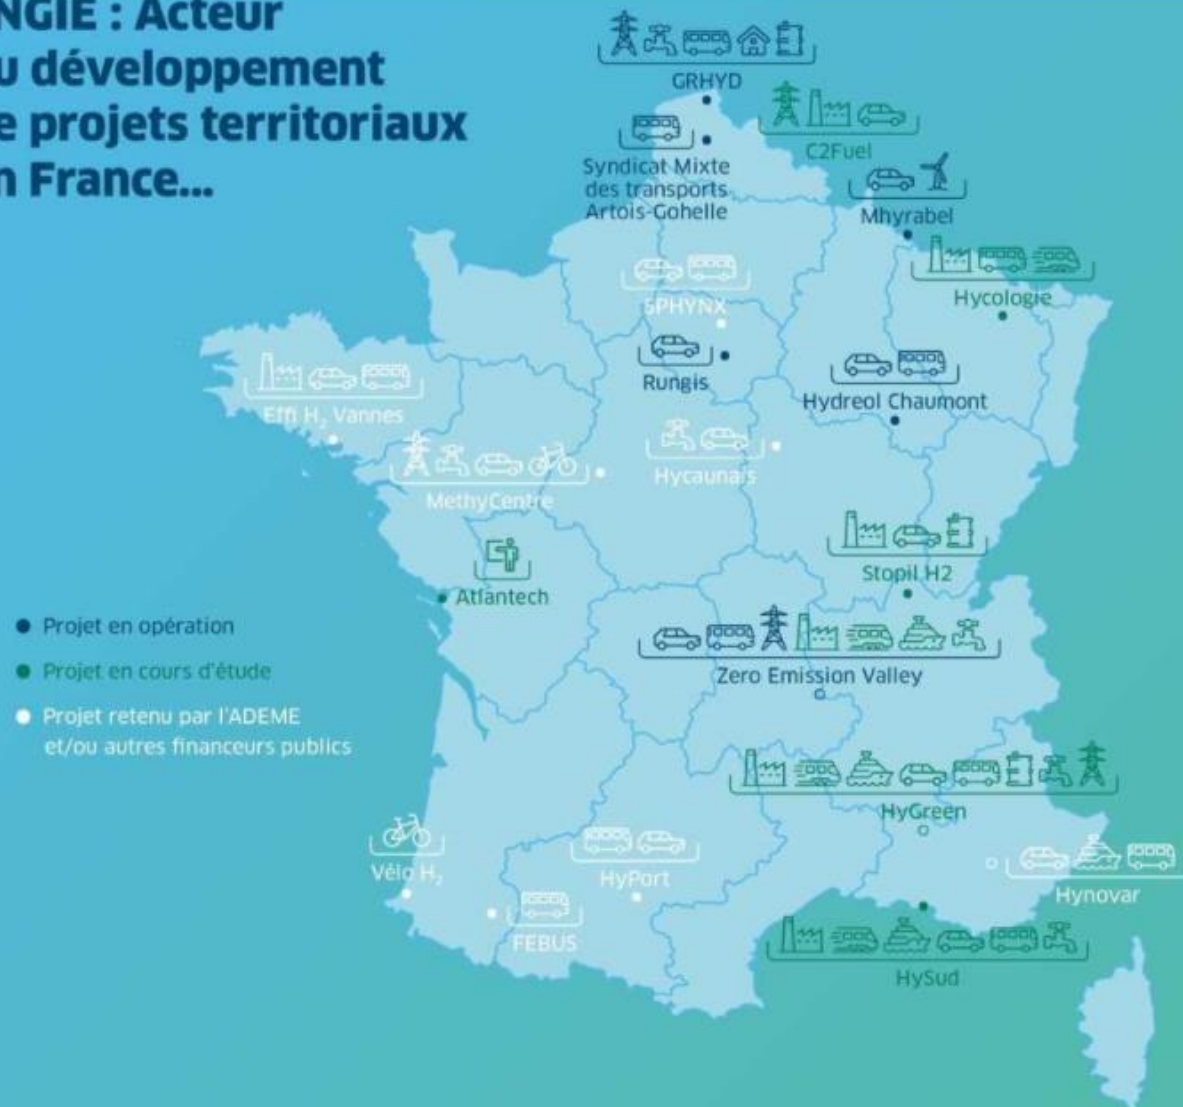 NGIE : Acteur
u développement
e projets territoriaux
n France...
GRHYD
C2Fuel
Syndicat Mixte
des transports
Artois-Gohelle
Mhyrabel
Hycologie
SPHYNX
Rungis
Hydreol Chaumont
Effi H₂ Vannes
Hycaunais
MethyCentre
Stopil H2
Atlantech
Projet en opération
Projet en cours d'étude
Projet retenu par l'ADEME
et/ou autres financeurs publics
Zero Emission Valley
HyGreen
Vélo H₂
HyPort
Hynovar
FEBUS
HySud